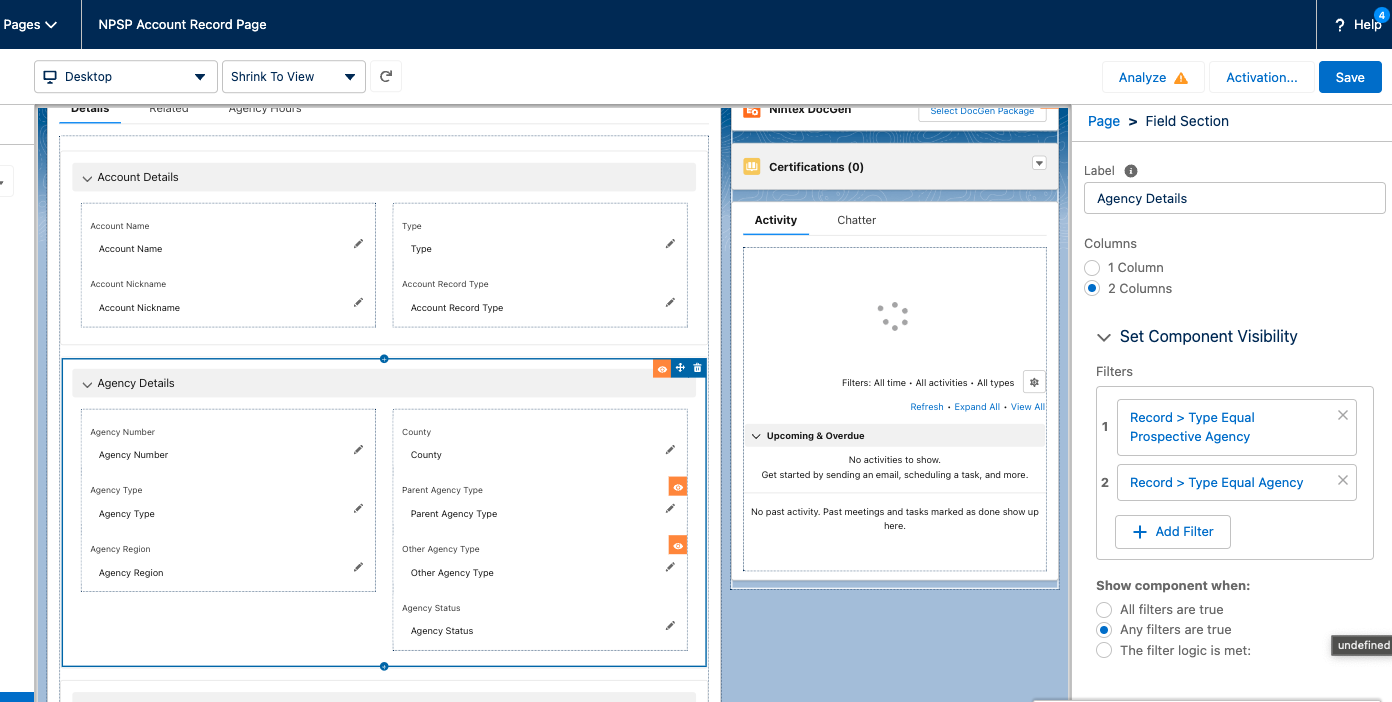 Pages
NPSP Account Record Page
? Help
4
Desktop
Shrink To View
Analyze
Activation...
Save
Details
Related
Agency Hours
Account Details
Account Name
Account Name
Account Nickname
Account Nickname
Type
Type
Account Record Type
Account Record Type
Agency Details
Agency Number
Agency Number
Agency Type
Agency Type
Agency Region
Agency Region
County
County
Parent Agency Type
Parent Agency Type
Other Agency Type
Other Agency Type
Agency Status
Agency Status
Nintex DocGen
Select DocGen Package
Certifications (0)
Activity
Chatter
Filters: All time • All activities • All types
Refresh • Expand All • View All
Upcoming & Overdue
No activities to show.
Get started by sending an email, scheduling a task, and more.
No past activity. Past meetings and tasks marked as done show up
here.
Page > Field Section
Label
Agency Details
Columns
1 Column
2 Columns
Set Component Visibility
Filters
1
Record > Type Equal
Prospective Agency
2
Record > Type Equal Agency
Add Filter
Show component when:
All filters are true
Any filters are true
The filter logic is met:
undefined